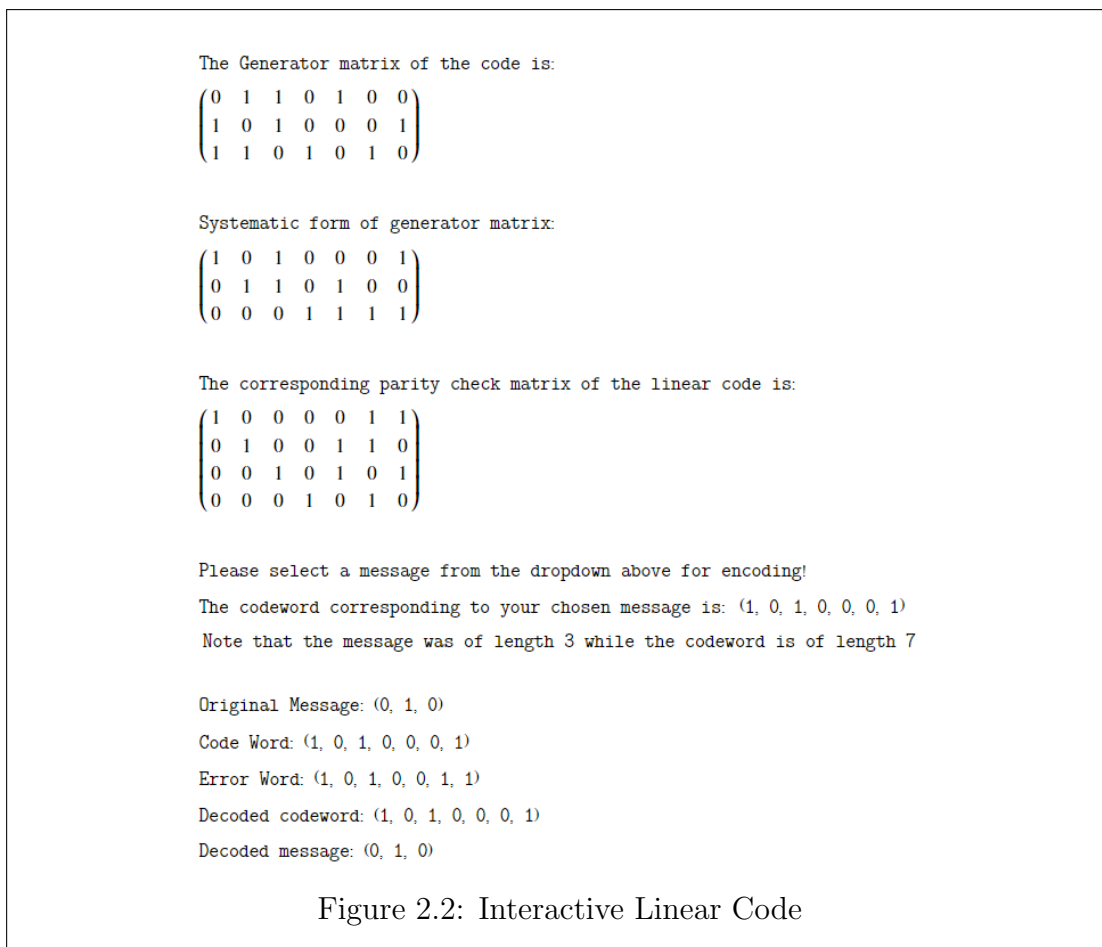 The Generator matrix of the code is:
0 1 1 0 1 0 0
1 0 1 0 0 0 1
1 1 0 1 0 1 0
Systematic form of generator matrix:
1 0 1 0 0 0 1
0 1 1 0 1 0 0
0 0 0 1 1 1 1
The corresponding parity check matrix of the linear code is:
1 0 0 0 0 1 1
0 1 0 0 1 1 0
0 0 1 0 1 0 1
0 0 0 1 0 1 0
Please select a message from the dropdown above for encoding!
The codeword corresponding to your chosen message is: (1, 0, 1, 0, 0, 0, 1)
Note that the message was of length 3 while the codeword is of length 7
Original Message: (0, 1, 0)
Code Word: (1, 0, 1, 0, 0, 0, 1)
Error Word: (1, 0, 1, 0, 0, 1, 1)
Decoded codeword: (1, 0, 1, 0, 0, 0, 1)
Decoded message: (0, 1, 0)
Figure 2.2: Interactive Linear Code